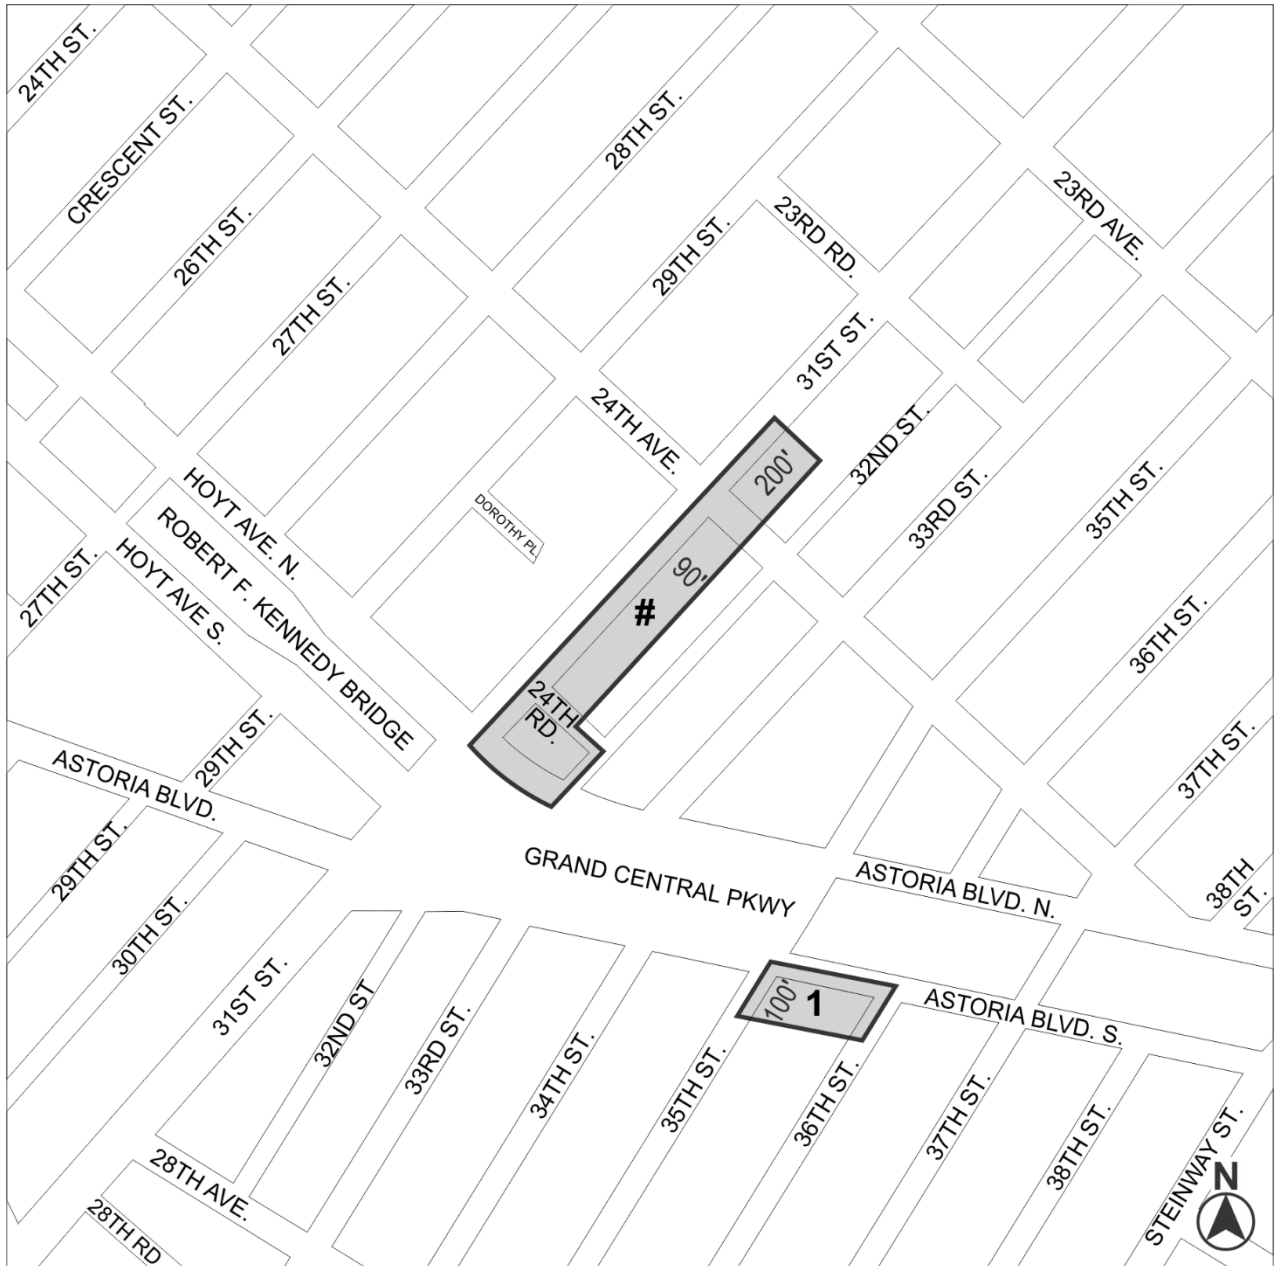 24TH ST.
CRESCENT ST.
26TH ST.
27TH ST.
28TH ST.
29TH ST.
23RD RD.
23RD AVE.
31ST ST.
24TH AVE.
32ND ST.
33RD ST.
35TH ST.
36TH ST.
37TH ST.
38TH
ST.
200'
90'
#
24TH
RD.
DOROTHY PL.
HOYT AVE. N.
ROBERT F. KENNEDY BRIDGE
HOYT AVE S.
27TH ST.
29TH ST.
ASTORIA BLVD.
29TH ST.
30TH ST.
31ST ST.
32ND ST
33RD ST.
34TH ST.
35TH ST.
36TH ST.
37TH ST.
38TH ST.
STEINWAY ST.
GRAND CENTRAL PKWY
ASTORIA BLVD. N.
ASTORIA BLVD. S.
100'
1
28TH AVE.
28TH RD
N